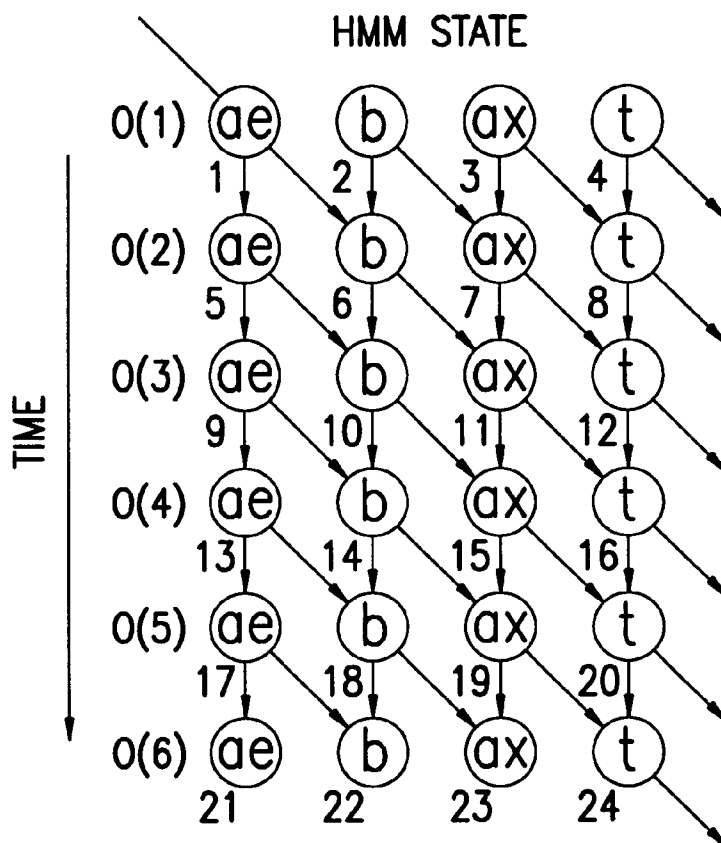 HMM STATE
O(1) ae b ax t
1 2 3 4
O(2) ae b ax t
5 6 7 8
O(3) ae b ax t
9 10 11 12
TIME
O(4) ae b ax t
13 14 15 16
O(5) ae b ax t
17 18 19 20
O(6) ae b ax t
21 22 23 24